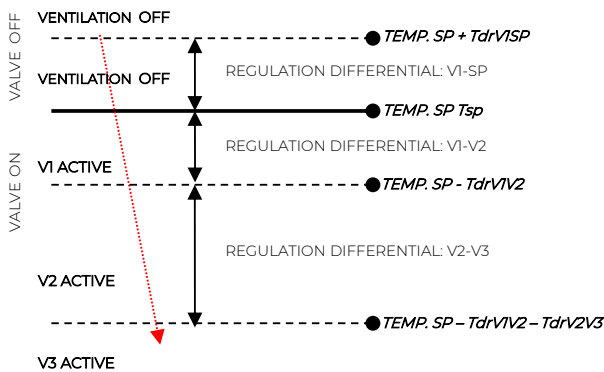 VENTILATION OFF
TEMP. SP + TdrV1SP
VALVE OFF
REGULATION DIFFERENTIAL: V1-SP
VENTILATION OFF
TEMP. SP Tsp
REGULATION DIFFERENTIAL: V1-V2
V1 ACTIVE
VALVE ON
TEMP. SP - TdrV1V2
REGULATION DIFFERENTIAL: V2-V3
V2 ACTIVE
TEMP. SP – TdrV1V2 – TdrV2V3
V3 ACTIVE